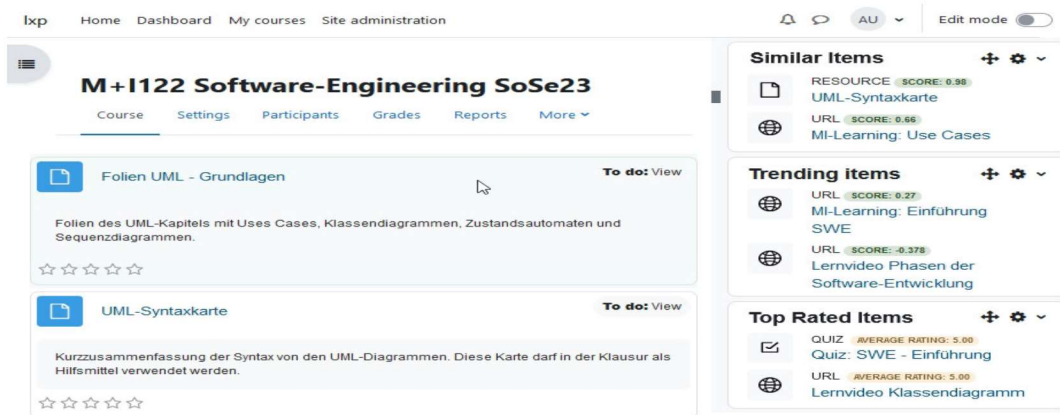 lxp Home Dashboard My courses Site administration AU Edit mode
M+I122 Software-Engineering SoSe23
Course Settings Participants Grades Reports More
Folien UML - Grundlagen To do: View
Folien des UML-Kapitels mit Uses Cases, Klassendiagrammen, Zustandsautomaten und
Sequenzdiagrammen.
UML-Syntaxkarte To do: View
Kurzzusammenfassung der Syntax von den UML-Diagrammen. Diese Karte darf in der Klausur als
Hilfsmittel verwendet werden.
Similar Items
RESOURCE SCORE: 0.98
UML-Syntaxkarte
URL SCORE: 0.66
MI-Learning: Use Cases
Trending items
URL SCORE: 0.27
MI-Learning: Einführung
SWE
URL SCORE: -0.378
Lernvideo Phasen der
Software-Entwicklung
Top Rated Items
QUIZ AVERAGE RATING: 5.00
Quiz: SWE - Einführung
URL AVERAGE RATING: 5.00
Lernvideo Klassendiagramm